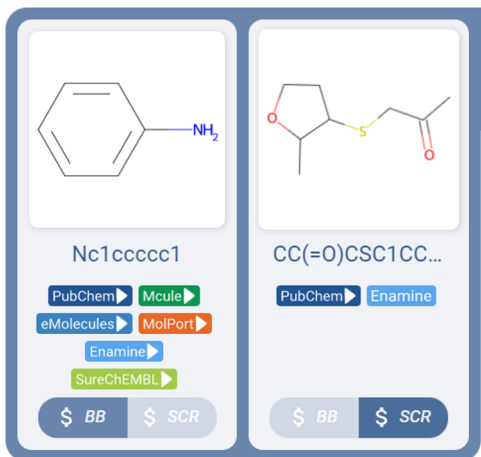 NH2
O
S
O
Nc1ccccc1
CC(=O)CSC1CC...
PubChem Mcule
eMolecules MolPort
Enamine
SureChEMBL
PubChem Enamine
$ BB $ SCR
$ BB $ SCR